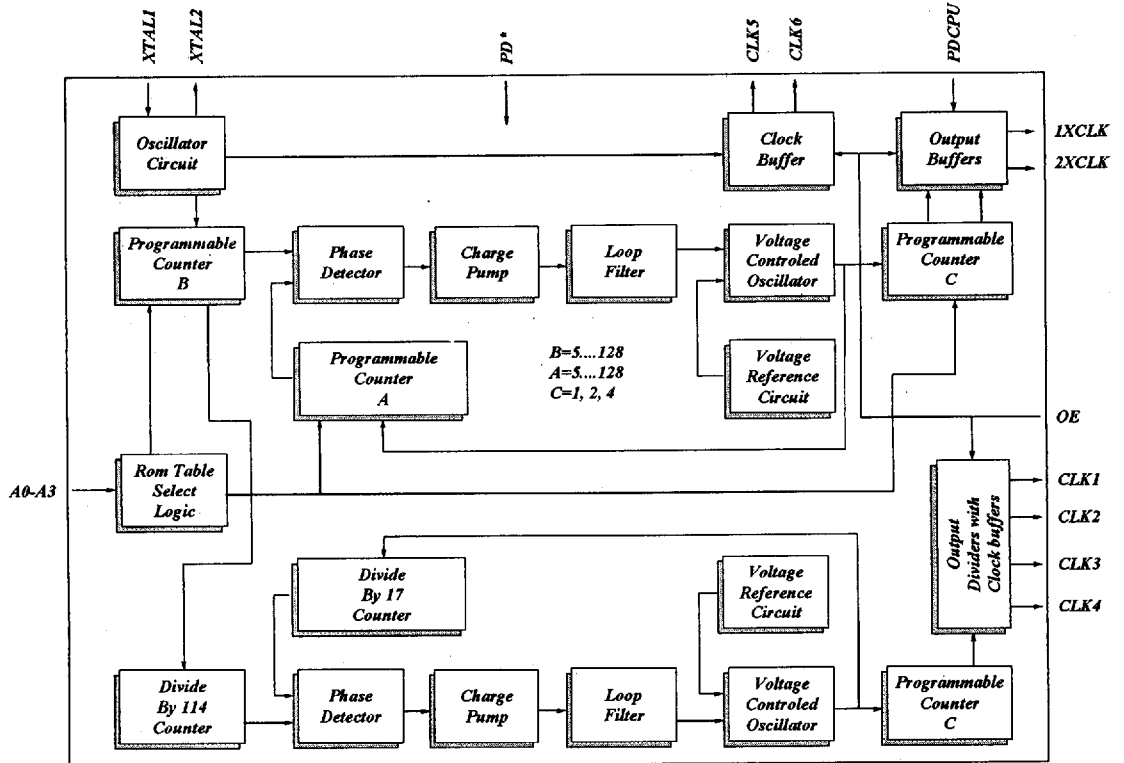 XTAL1
XTAL2
PD*
CLK5
CLK6
PDCPU
Oscillator
Circuit
Clock
Buffer
Output
Buffers
1XCLK
2XCLK
Programmable
Counter
B
Phase
Detector
Charge
Pump
Loop
Filter
Voltage
Controled
Oscillator
Programmable
Counter
C
Programmable
Counter
A
B=5....128
A=5....128
C=1, 2, 4
Voltage
Reference
Circuit
OE
A0-A3
Rom Table
Select
Logic
Output
Dividers with
Clock buffers
CLK1
CLK2
CLK3
CLK4
Divide
By 17
Counter
Voltage
Reference
Circuit
Divide
By 114
Counter
Phase
Detector
Charge
Pump
Loop
Filter
Voltage
Controled
Oscillator
Programmable
Counter
C